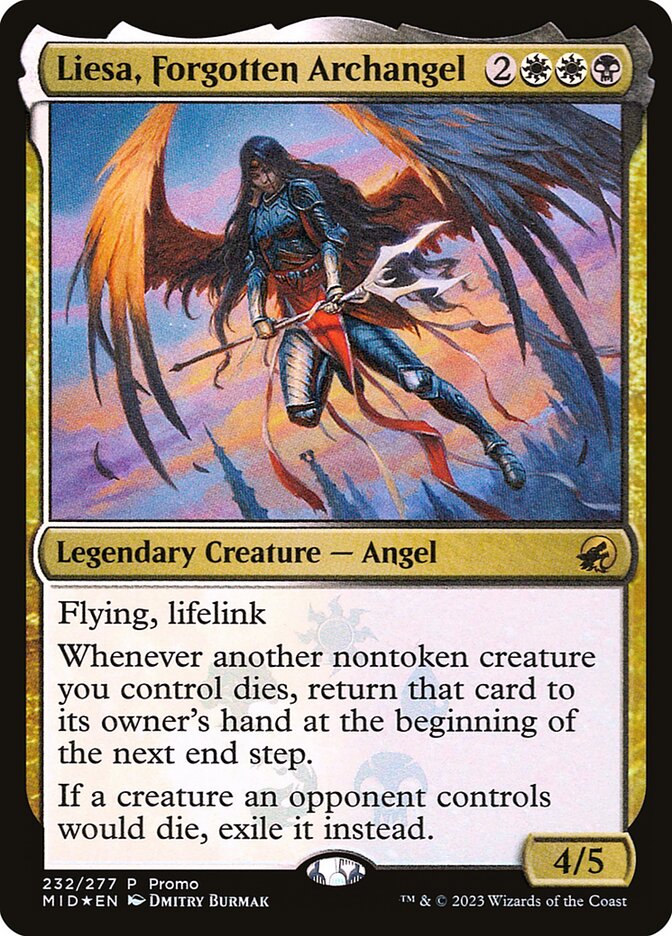 Liesa, Forgotten Archangel 2
Legendary Creature — Angel
Flying, lifelink
Whenever another nontoken creature
you control dies, return that card to
its owner's hand at the beginning of
the next end step.
If a creature an opponent controls
would die, exile it instead.
4/5
232/277 P Promo
MID★EN Dmitry Burmak
™ & © 2023 Wizards of the Coast